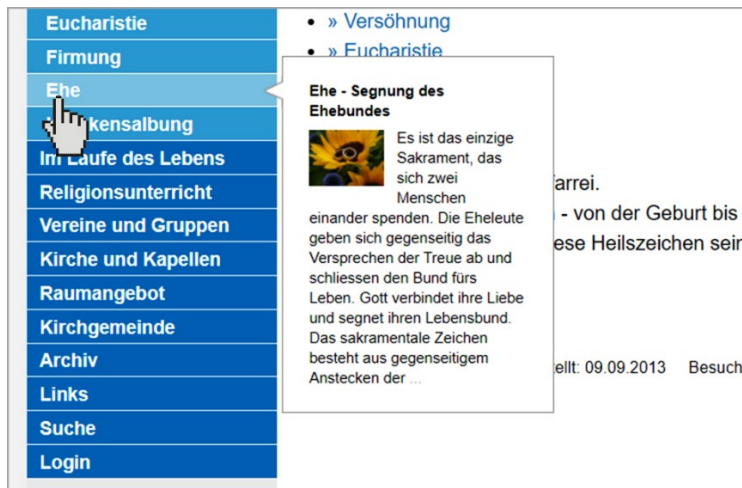 Eucharistie
Firmung
Ehe
kensalbung
Im Laufe des Lebens
Religionsunterricht
Vereine und Gruppen
Kirche und Kapellen
Raumangebot
Kirchgemeinde
Archiv
Links
Suche
Login
» Versöhnung
» Eucharistie
Ehe - Segnung des
Ehebundes
Es ist das einzige
Sakrament, das
sich zwei
Menschen
einander spenden. Die Eheleute
geben sich gegenseitig das
Versprechen der Treue ab und
schliessen den Bund fürs
Leben. Gott verbindet ihre Liebe
und segnet ihren Lebensbund.
Das sakramentale Zeichen
besteht aus gegenseitigem
Anstecken der ...
farrei.
- von der Geburt bis
ese Heilszeichen sein
ellt: 09.09.2013 Besuch